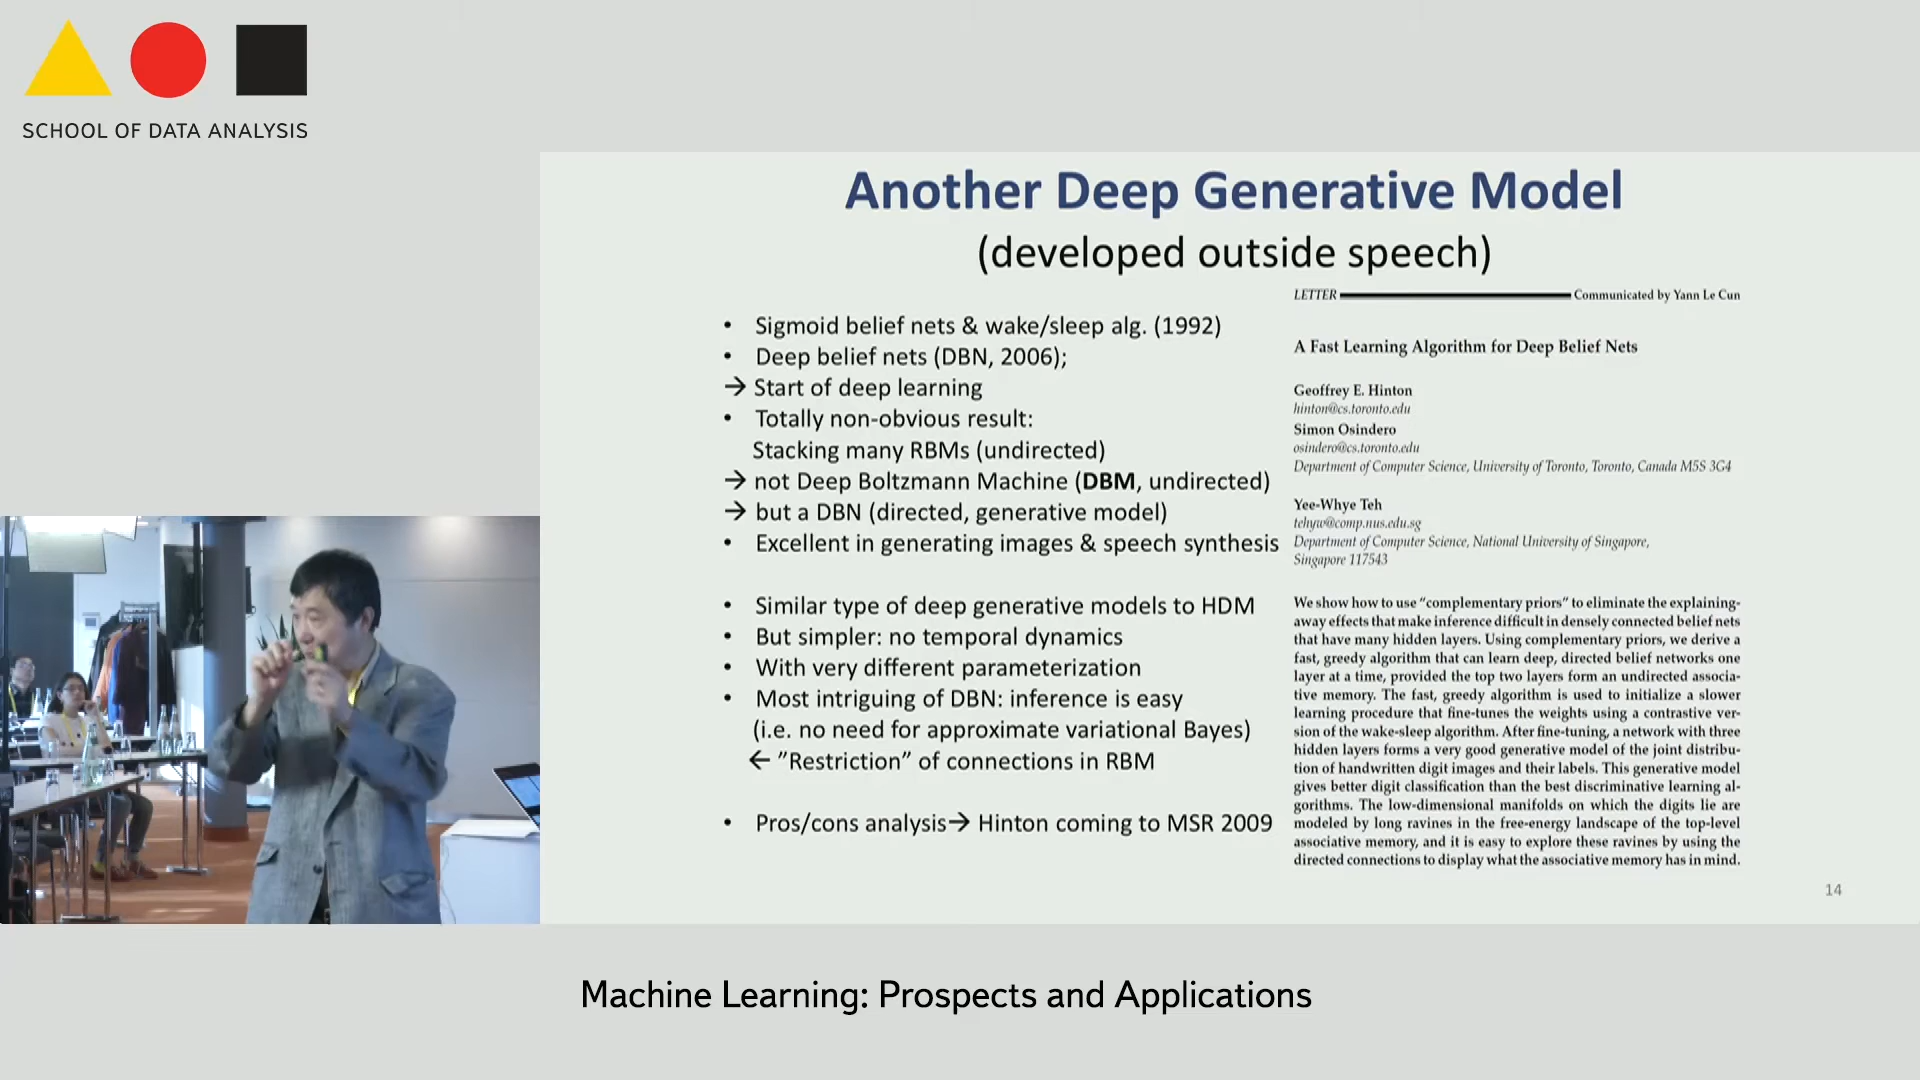 SCHOOL OF DATA ANALYSIS
Another Deep Generative Model
(developed outside speech)
• Sigmoid belief nets & wake/sleep alg. (1992)
• Deep belief nets (DBN, 2006);
→ Start of deep learning
• Totally non-obvious result:
Stacking many RBMs (undirected)
→ not Deep Boltzmann Machine (DBM, undirected)
→ but a DBN (directed, generative model)
• Excellent in generating images & speech synthesis
• Similar type of deep generative models to HDM
• But simpler: no temporal dynamics
• With very different parameterization
• Most intriguing of DBN: inference is easy
(i.e. no need for approximate variational Bayes)
← ”Restriction” of connections in RBM
• Pros/cons analysis→ Hinton coming to MSR 2009
LETTER Communicated by Yann Le Cun
A Fast Learning Algorithm for Deep Belief Nets
Geoffrey E. Hinton
hinton@cs.toronto.edu
Simon Osindero
osindero@cs.toronto.edu
Department of Computer Science, University of Toronto, Toronto, Canada M5S 3G4
Yee-Whye Teh
tehyw@comp.nus.edu.sg
Department of Computer Science, National University of Singapore,
Singapore 117543
We show how to use “complementary priors” to eliminate the explaining-
away effects that make inference difficult in densely connected belief nets
that have many hidden layers. Using complementary priors, we derive a
fast, greedy algorithm that can learn deep, directed belief networks one
layer at a time, provided the top two layers form an undirected associa-
tive memory. The fast, greedy algorithm is used to initialize a slower
learning procedure that fine-tunes the weights using a contrastive ver-
sion of the wake-sleep algorithm. After fine-tuning, a network with three
hidden layers forms a very good generative model of the joint distribu-
tion of handwritten digit images and their labels. This generative model
gives better digit classification than the best discriminative learning al-
gorithms. The low-dimensional manifolds on which the digits lie are
modeled by long ravines in the free-energy landscape of the top-level
associative memory, and it is easy to explore these ravines by using the
directed connections to display what the associative memory has in mind.
14
Machine Learning: Prospects and Applications